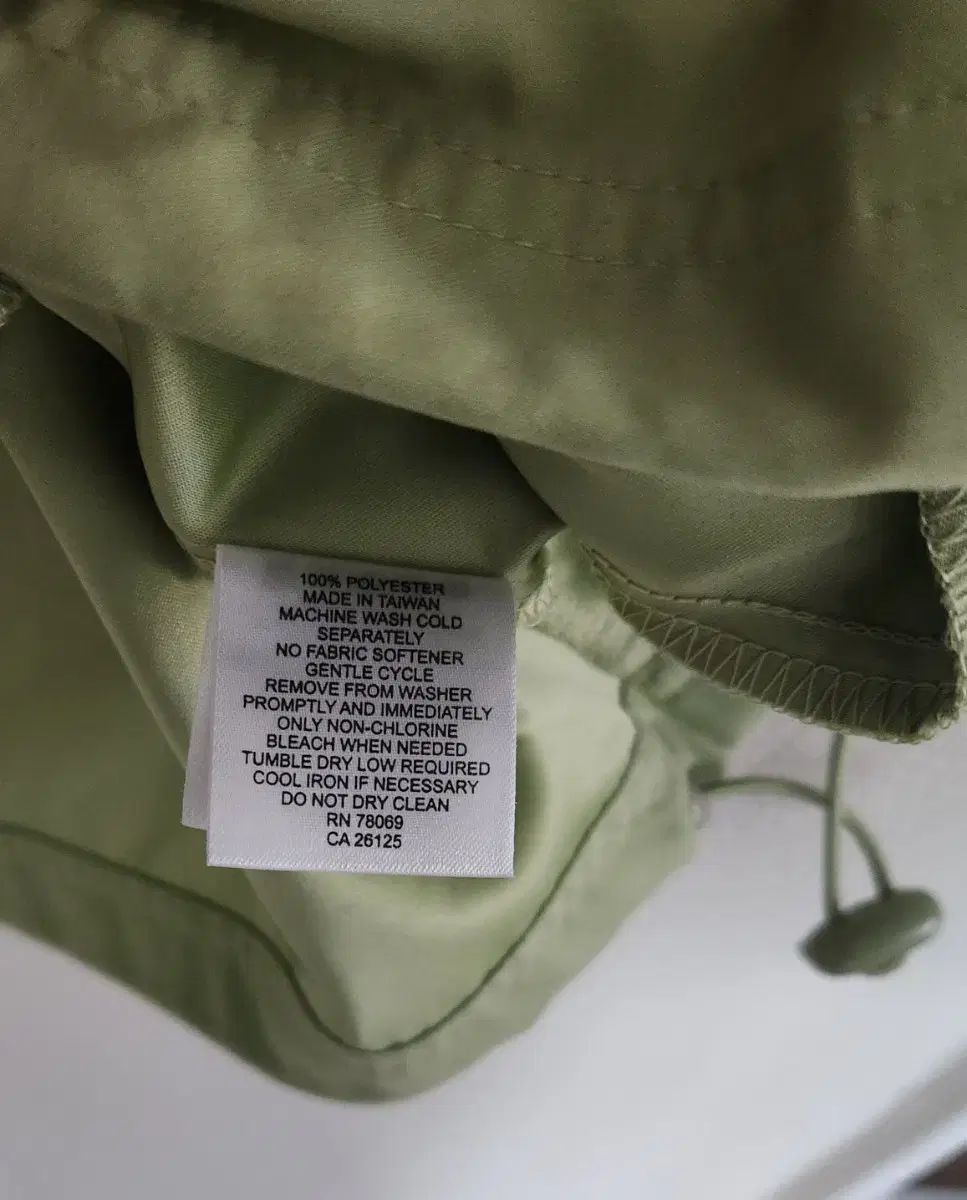 100% POLYESTER
MADE IN TAIWAN
MACHINE WASH COLD
SEPARATELY
NO FABRIC SOFTENER
GENTLE CYCLE
REMOVE FROM WASHER
PROMPTLY AND IMMEDIATELY
ONLY NON-CHLORINE
BLEACH WHEN NEEDED
TUMBLE DRY LOW REQUIRED
COOL IRON IF NECESSARY
DO NOT DRY CLEAN
RN 78069
CA 26125